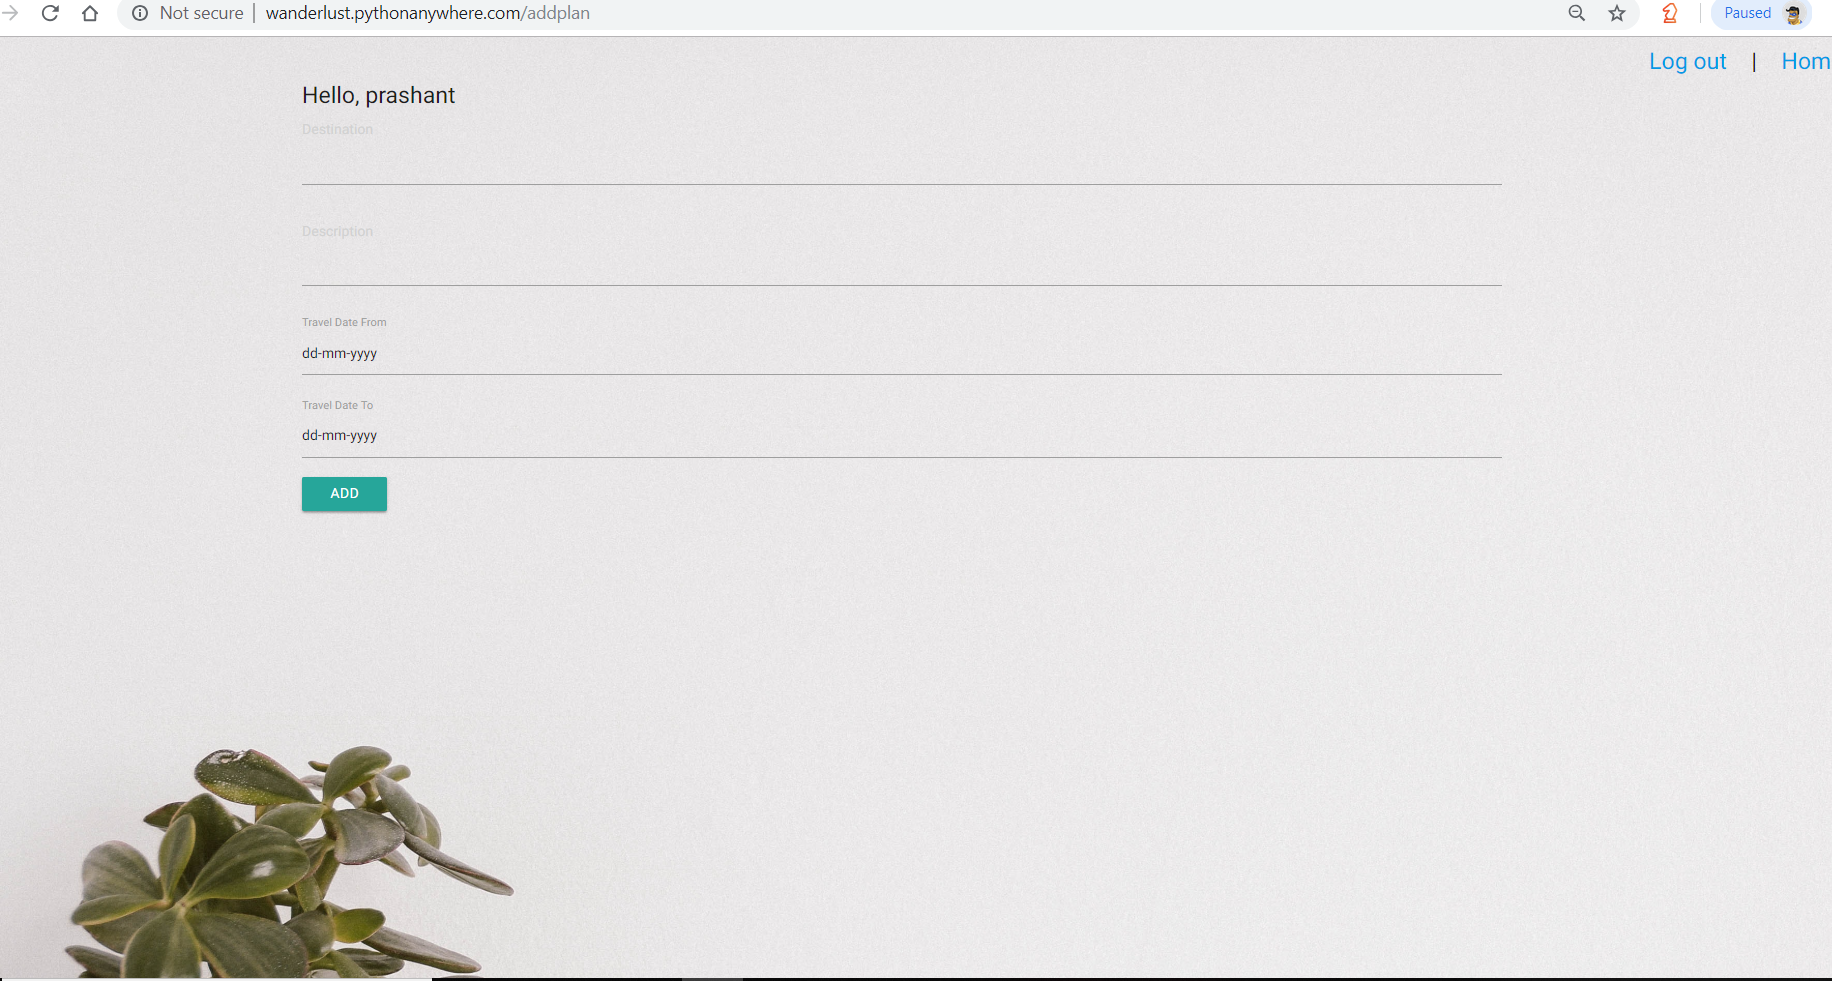 Not secure | wanderlust.pythonanywhere.com/addplan
Paused
Log out | Hom
Hello, prashant
Destination
Description
Travel Date From
dd-mm-yyyy
Travel Date To
dd-mm-yyyy
ADD